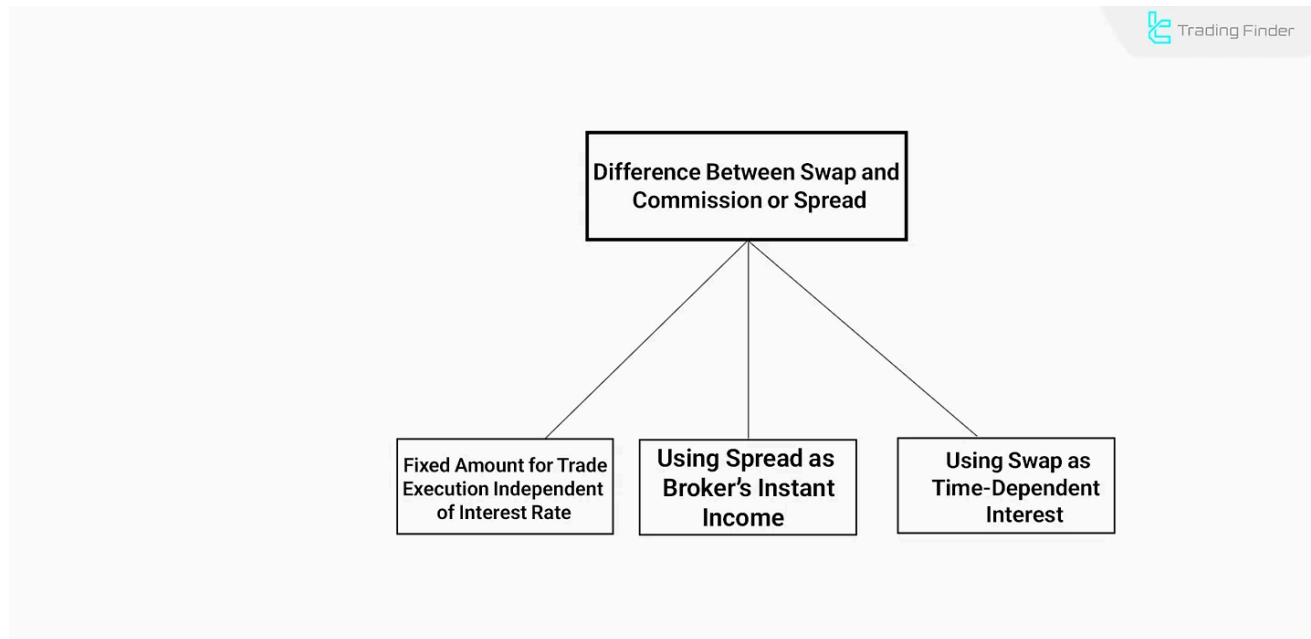 Trading Finder
Difference Between Swap and
Commission or Spread
Fixed Amount for Trade
Execution Independent
of Interest Rate
Using Spread as
Broker’s Instant
Income
Using Swap as
Time-Dependent
Interest